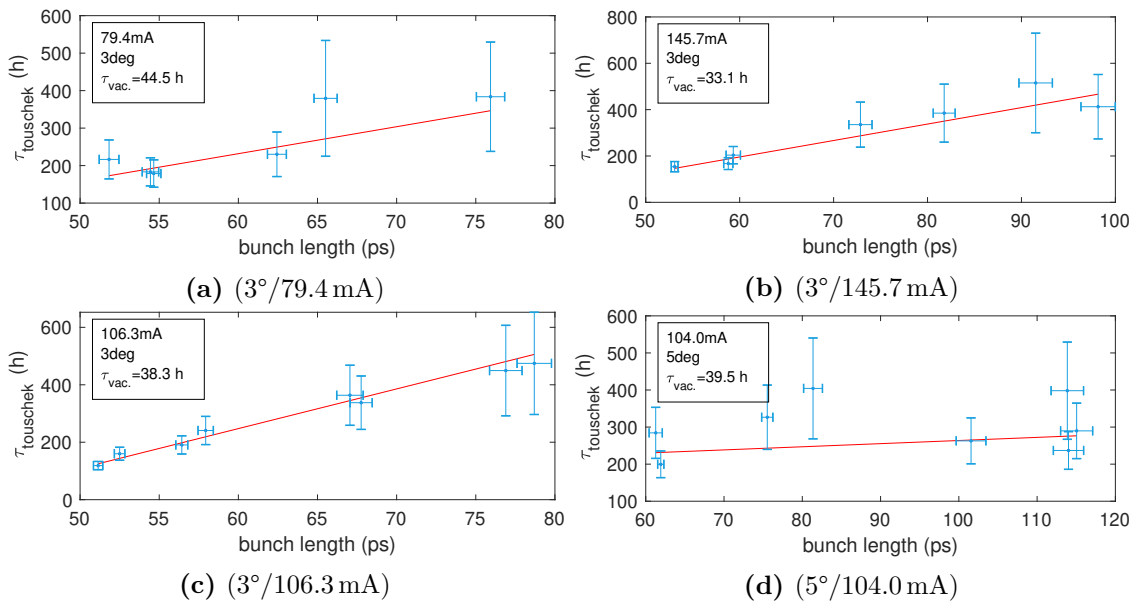 79.4mA
3deg
τvac.=44.5 h
600
500
400
300
200
100
50
55
60
65
70
75
80
τtouschek (h)
bunch length (ps)
(a) (3°/79.4 mA)
145.7mA
3deg
τvac.=33.1 h
800
600
400
200
0
50
60
70
80
90
100
τtouschek (h)
bunch length (ps)
(b) (3°/145.7 mA)
106.3mA
3deg
τvac.=38.3 h
600
400
200
0
50
55
60
65
70
75
80
τtouschek (h)
bunch length (ps)
(c) (3°/106.3 mA)
104.0mA
5deg
τvac.=39.5 h
600
500
400
300
200
100
60
70
80
90
100
110
120
τtouschek (h)
bunch length (ps)
(d) (5°/104.0 mA)